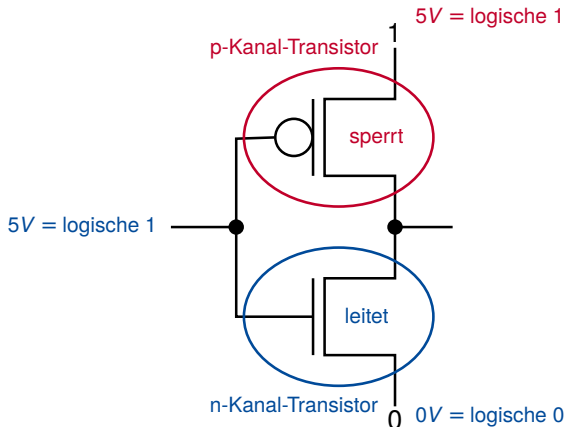 5V = logische 1
1
p-Kanal-Transistor
sperrt
5V = logische 1
leitet
n-Kanal-Transistor
0
0V = logische 0